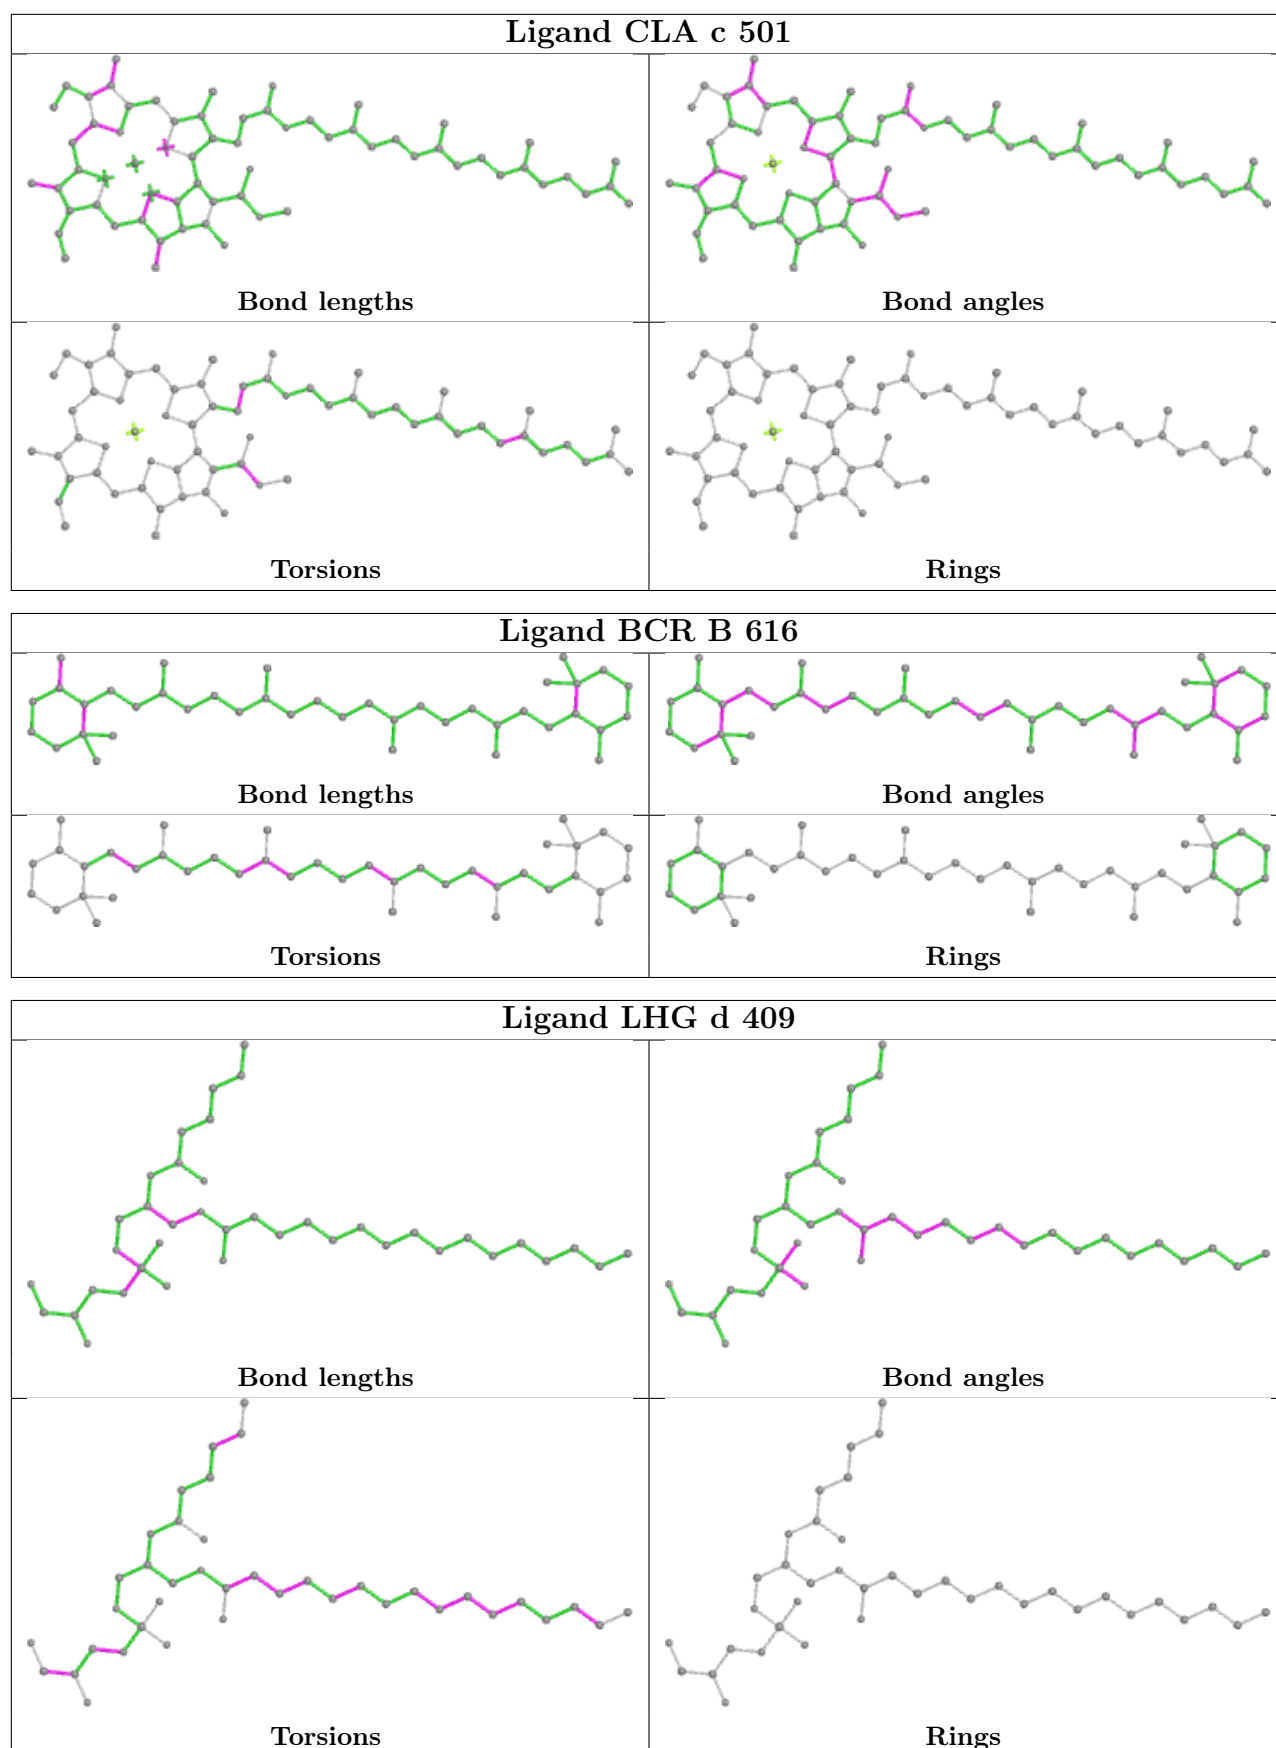 Ligand CLA c 501
Bond lengths
Bond angles
Torsions
Rings
Ligand BCR B 616
Bond lengths
Bond angles
Torsions
Rings
Ligand LHG d 409
Bond lengths
Bond angles
Torsions
Rings